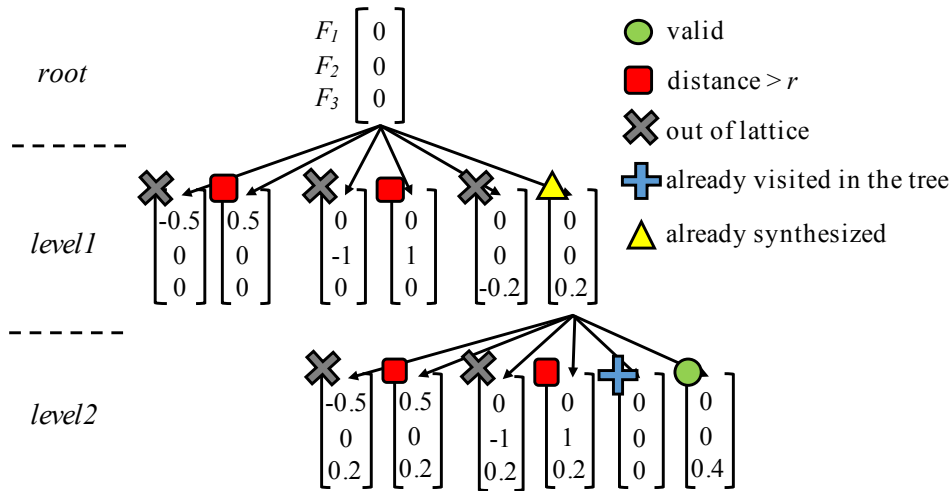 root
F1 0
F2 0
F3 0
valid
distance > r
out of lattice
already visited in the tree
already synthesized
level1
-0.5 0.5 0 0 0 0
0 0 -1 1 0 0
0 0 0 0 -0.2 0.2
level2
-0.5 0.5 0 0 0 0
0 0 -1 1 0 0
0.2 0.2 0.2 0.2 0 0.4